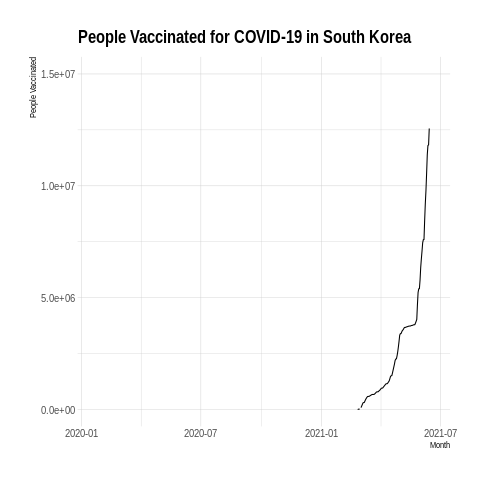 People Vaccinated for COVID-19 in South Korea
People Vaccinated
1.5e+07
1.0e+07
5.0e+06
0.0e+00
2020-01
2020-07
2021-01
2021-07
Month